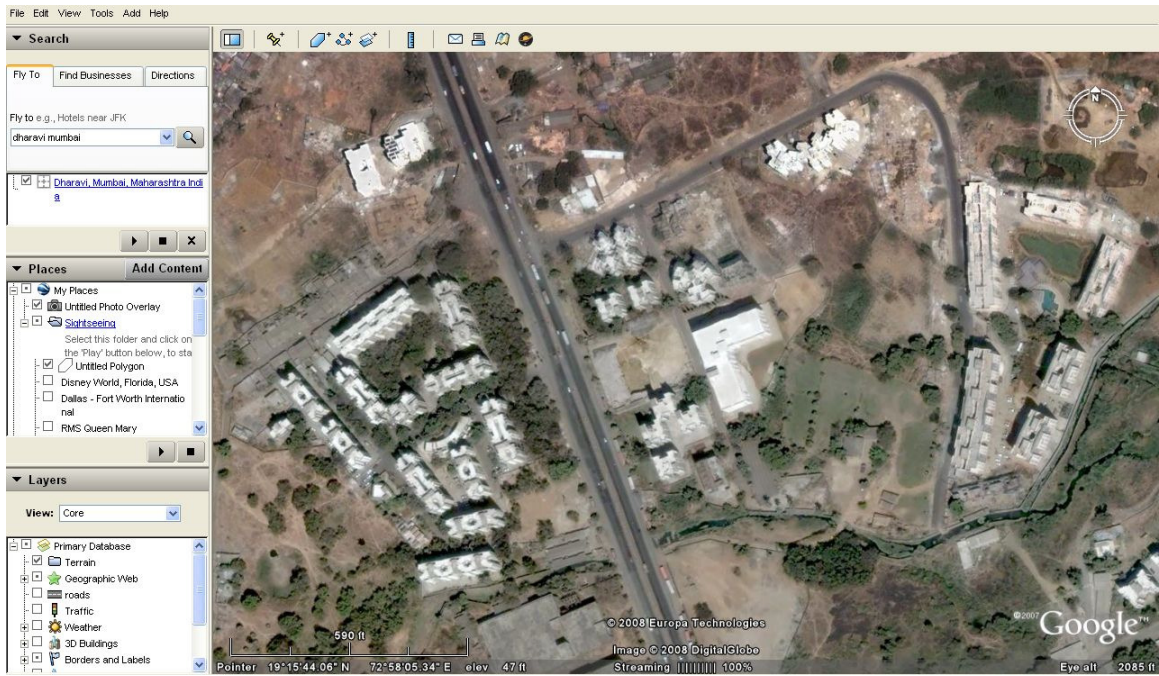 File Edit View Tools Add Help
Search
Fly To
Find Businesses
Directions
Fly to e.g., Hotels near JFK
dharavi mumbai
Dharavi, Mumbai, Maharashtra Indi
a
Places
Add Content
My Places
Untitled Photo Overlay
Sightseeing
Select this folder and click on
the 'Play' button below, to sta
Untitled Polygon
Disney World, Florida, USA
Dallas - Fort Worth Internatio
nal
RMS Queen Mary
Layers
View: Core
Primary Database
Terrain
Geographic Web
roads
Traffic
Weather
3D Buildings
Borders and Labels
N
590 ft
© 2008 Europa Technologies
Image © 2008 DigitalGlobe
©2007 Google™
Pointer 19°15'44.06" N 72°58'05.34" E elev 47 ft
Streaming |||||||||| 100%
Eye alt 2085 ft